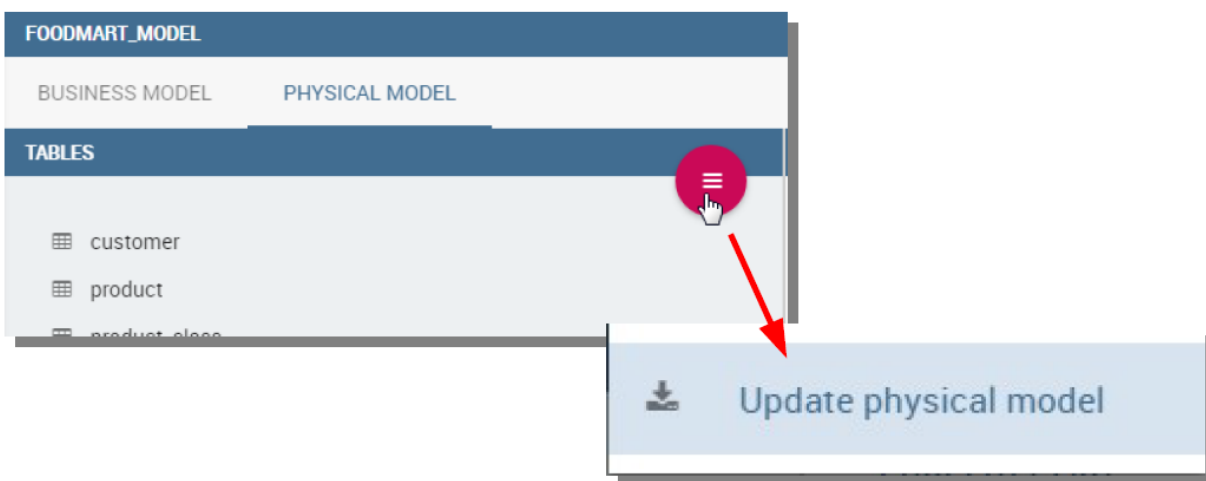 FOODMART_MODEL
BUSINESS MODEL PHYSICAL MODEL
TABLES
customer
product
Update physical model